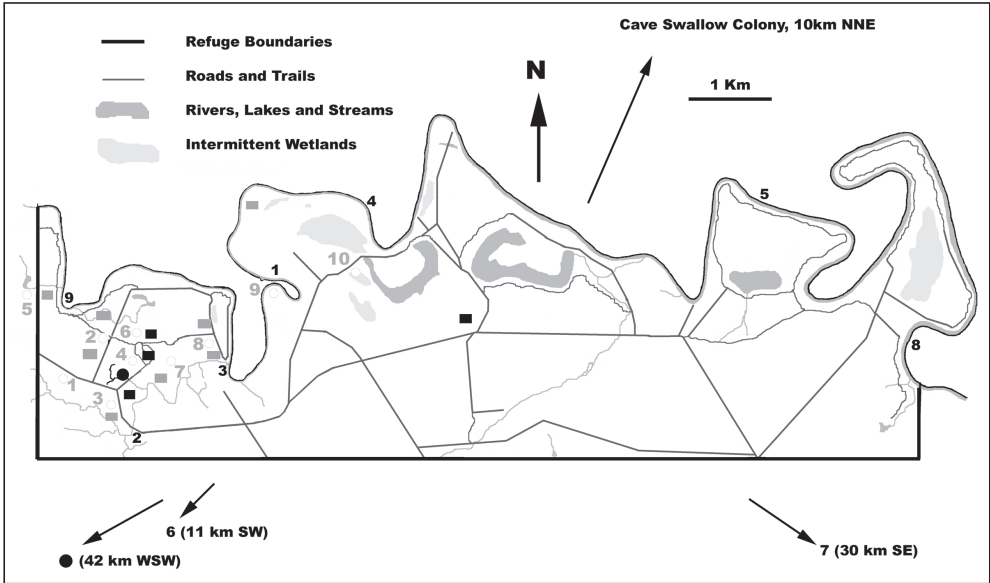 Cave Swallow Colony, 10km NNE
Refuge Boundaries
Roads and Trails
Rivers, Lakes and Streams
Intermittent Wetlands
N
1 Km
4
5
1
10
9
5
9
2
6
4
8
7
3
1
3
2
8
6 (11 km SW)
(42 km WSW)
7 (30 km SE)